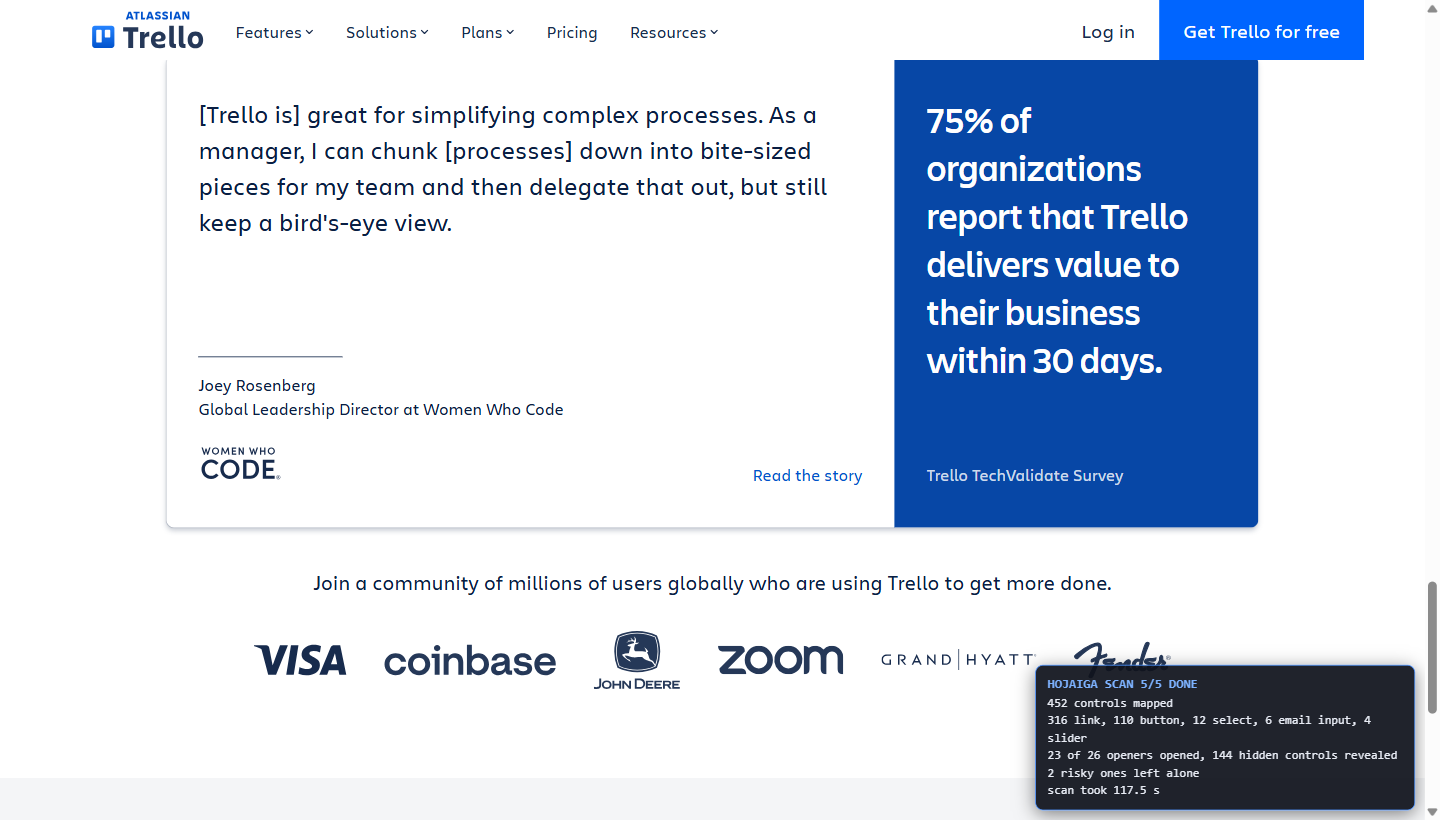 ATLASSIAN
Trello
Features
Solutions
Plans
Pricing
Resources
Log in
Get Trello for free
[Trello is] great for simplifying complex processes. As a
manager, I can chunk [processes] down into bite-sized
pieces for my team and then delegate that out, but still
keep a bird's-eye view.
Joey Rosenberg
Global Leadership Director at Women Who Code
WOMEN WHO
CODE
Read the story
75% of
organizations
report that Trello
delivers value to
their business
within 30 days.
Trello TechValidate Survey
Join a community of millions of users globally who are using Trello to get more done.
VISA
coinbase
JOHN DEERE
zoom
GRAND HYATT
Fender
HOJAIGA SCAN 5/5 DONE
452 controls mapped
316 link, 110 button, 12 select, 6 email input, 4
slider
23 of 26 openers opened, 144 hidden controls revealed
2 risky ones left alone
scan took 117.5 s